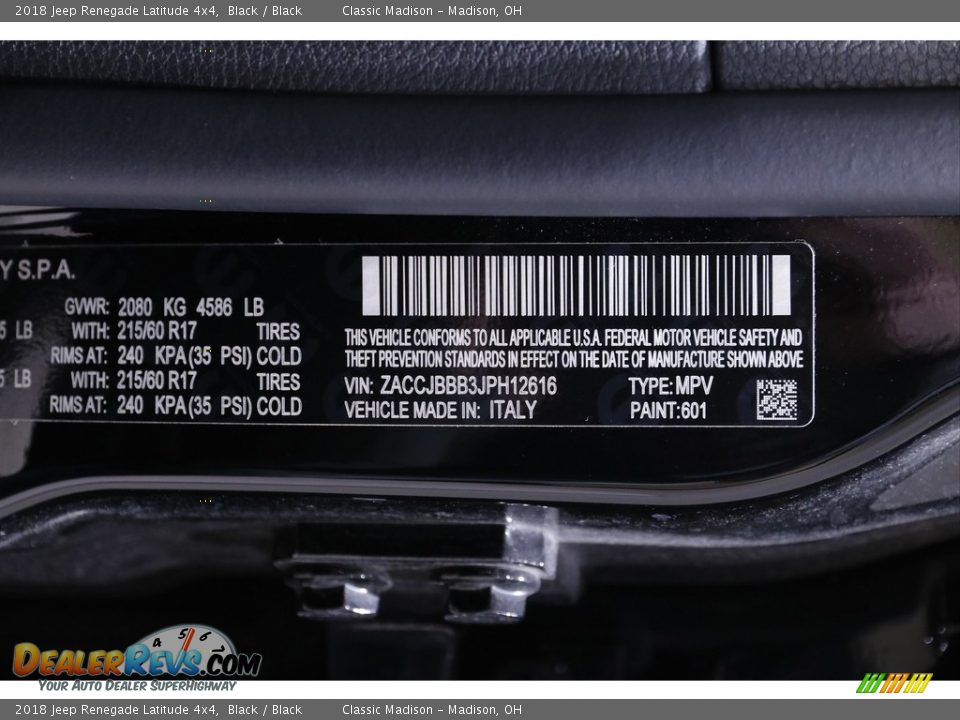 2018 Jeep Renegade Latitude 4x4, Black / Black Classic Madison - Madison, OH
Y S.P.A.
GVWR: 2080 KG 4586 LB
5 LB WITH: 215/60 R17 TIRES
RIMS AT: 240 KPA(35 PSI) COLD
5 LB WITH: 215/60 R17 TIRES
RIMS AT: 240 KPA(35 PSI) COLD
THIS VEHICLE CONFORMS TO ALL APPLICABLE U.S.A. FEDERAL MOTOR VEHICLE SAFETY AND
THEFT PREVENTION STANDARDS IN EFFECT ON THE DATE OF MANUFACTURE SHOWN ABOVE
VIN: ZACCJBBB3JPH12616 TYPE: MPV
VEHICLE MADE IN: ITALY PAINT:601
4 5 6
DEALERREVS.COM
YOUR AUTO DEALER SUPERHIGHWAY
2018 Jeep Renegade Latitude 4x4, Black / Black Classic Madison - Madison, OH